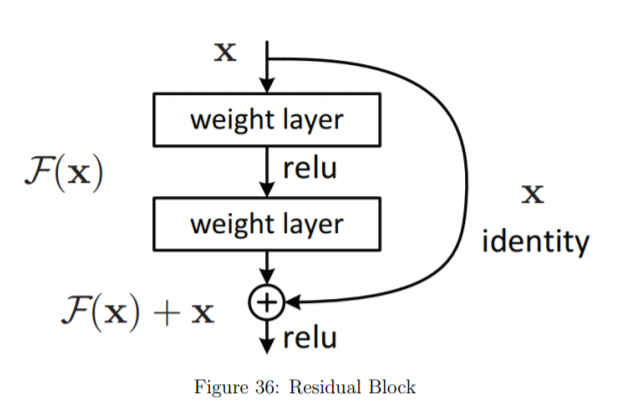 x
weight layer
relu
F(x)
weight layer
x
identity
F(x) + x
+
relu
Figure 36: Residual Block